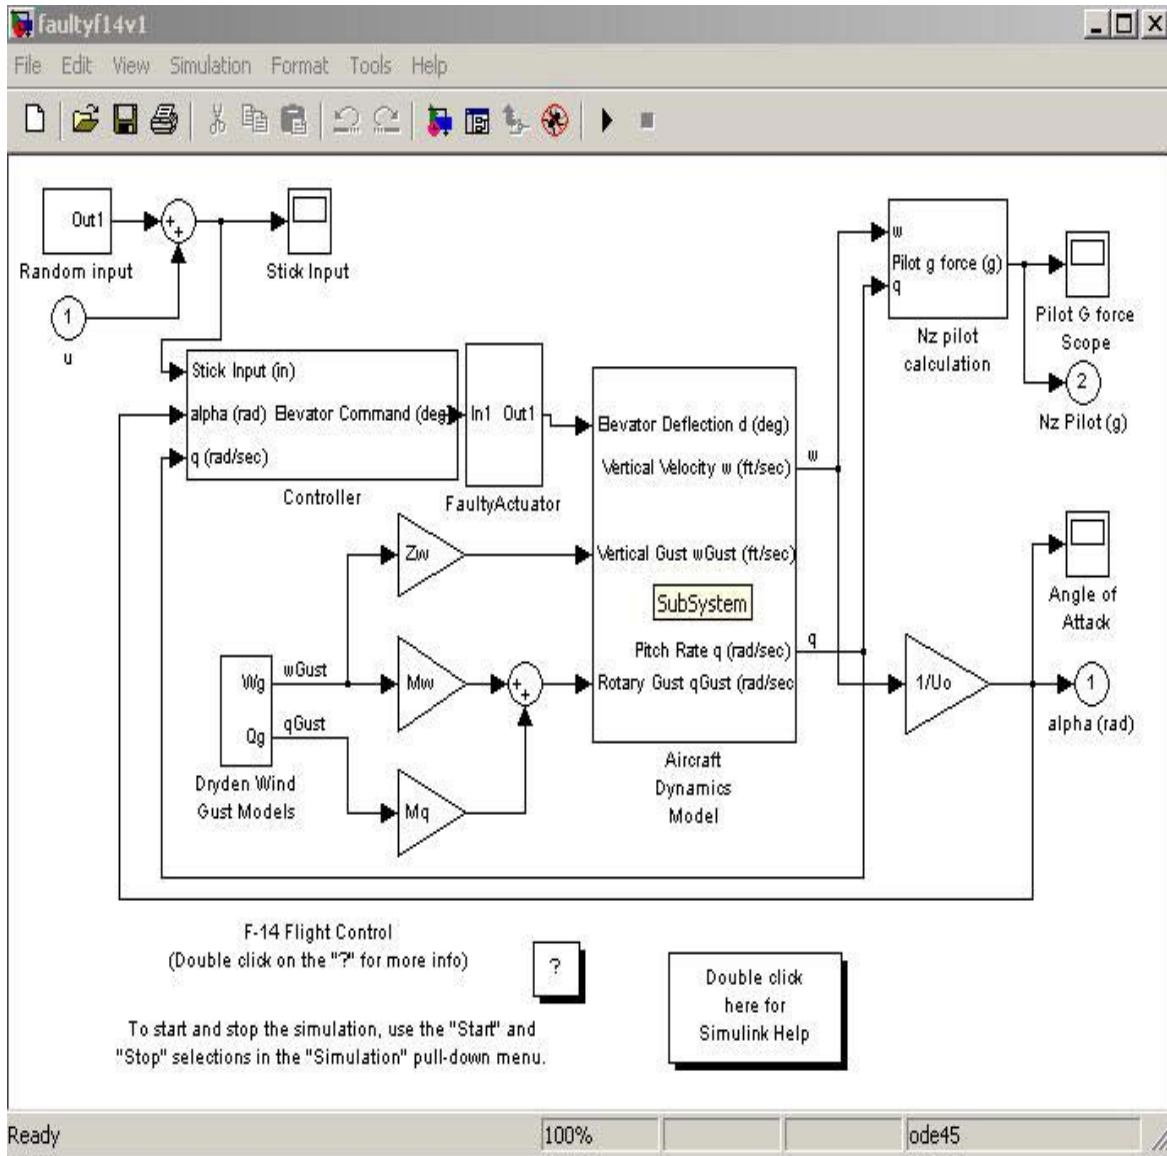 faultyf14v1
File Edit View Simulation Format Tools Help
Out1
Random input
Stick Input
1
u
w
Pilot g force (g)
q
Nz pilot
calculation
Pilot G force
Scope
2
Nz Pilot (g)
Stick Input (in)
alpha (rad) Elevator Command (deg)
q (rad/sec)
Controller
In1 Out1
FaultyActuator
Elevator Deflection d (deg)
Vertical Velocity w (ft/sec)
w
Vertical Gust wGust (ft/sec)
SubSystem
Pitch Rate q (rad/sec)
q
Rotary Gust qGust (rad/sec
Aircraft
Dynamics
Model
Zw
Mw
Mq
Wg
wGust
Qg
qGust
Dryden Wind
Gust Models
1/Uo
Angle of
Attack
1
alpha (rad)
F-14 Flight Control
(Double click on the "?" for more info)
?
Double click
here for
Simulink Help
To start and stop the simulation, use the "Start" and
"Stop" selections in the "Simulation" pull-down menu.
Ready 100% ode45